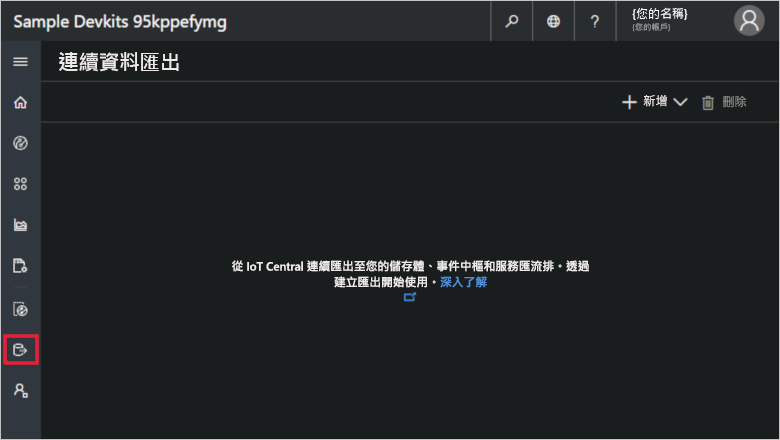 Sample Devkits 95kppefymg
?
{您的名稱}
{您的帳戶}
連續資料匯出
新增
刪除
從 IoT Central 連續匯出至您的儲存體、事件中樞和服務匯流排。透過
建立匯出開始使用。深入了解